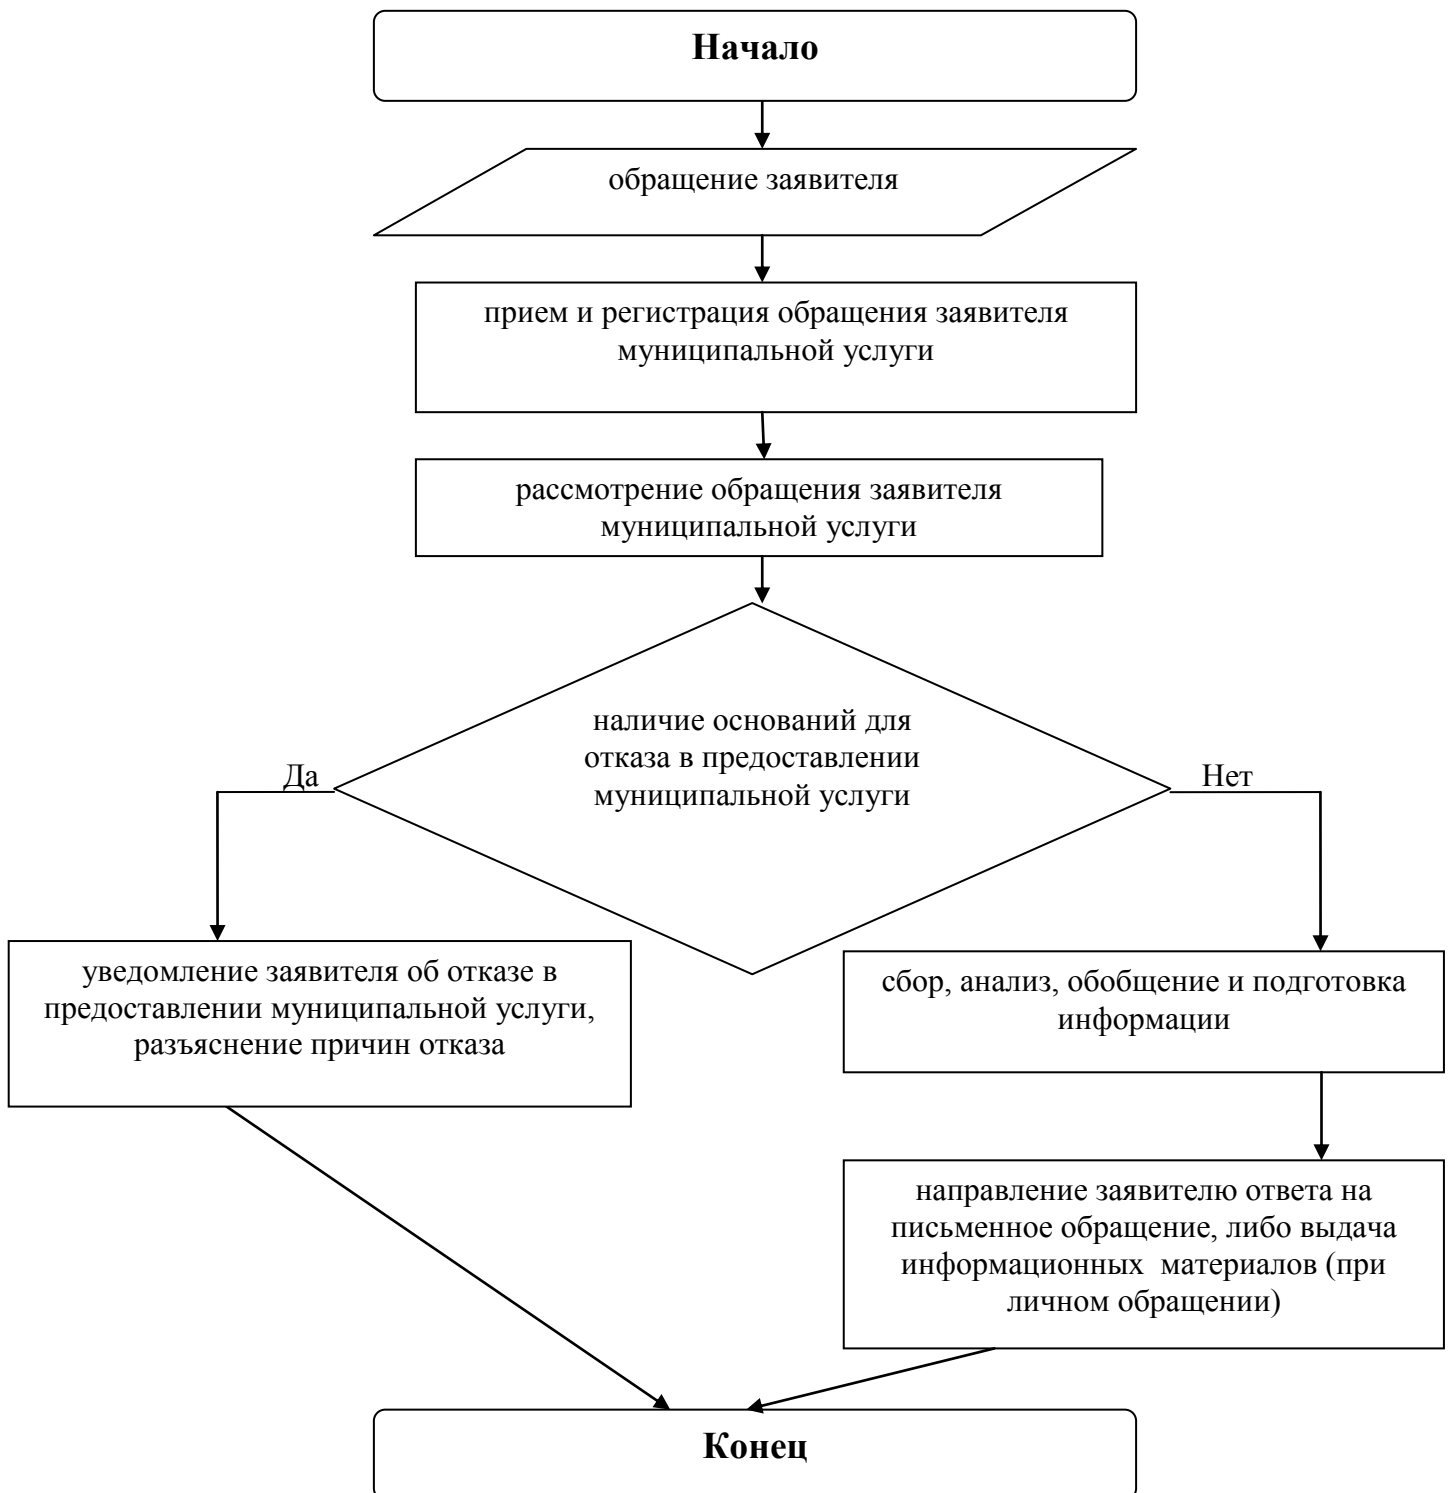 Начало
обращение заявителя
прием и регистрация обращения заявителя
муниципальной услуги
рассмотрение обращения заявителя
муниципальной услуги
наличие оснований для
отказа в предоставлении
муниципальной услуги
Да
Нет
уведомление заявителя об отказе в
предоставлении муниципальной услуги,
разъяснение причин отказа
сбор, анализ, обобщение и подготовка
информации
направление заявителю ответа на
письменное обращение, либо выдача
информационных материалов (при
личном обращении)
Конец